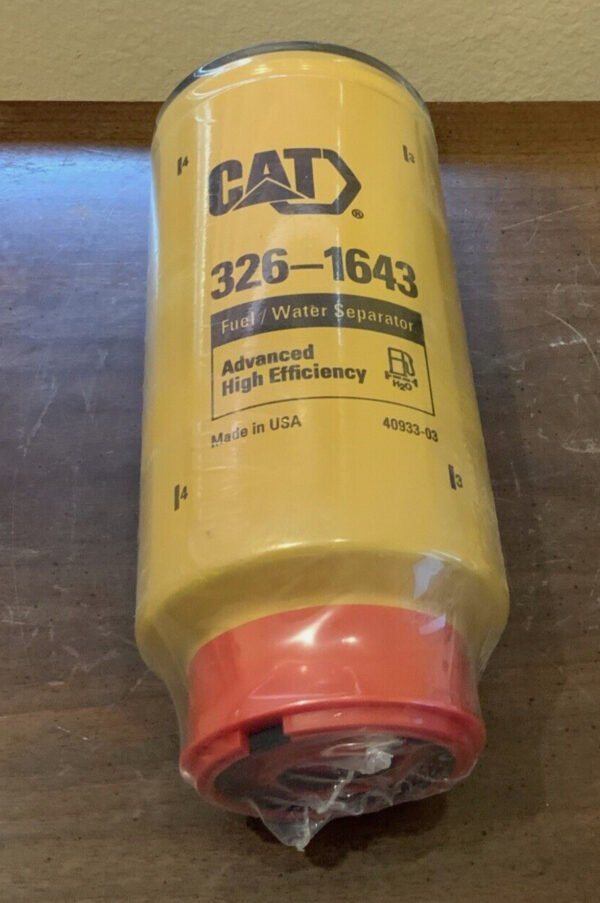 4
3
CAT®
326-1643
Fuel / Water Separator
Advanced
High Efficiency
H₂O
Made in USA
40933-03
4
3